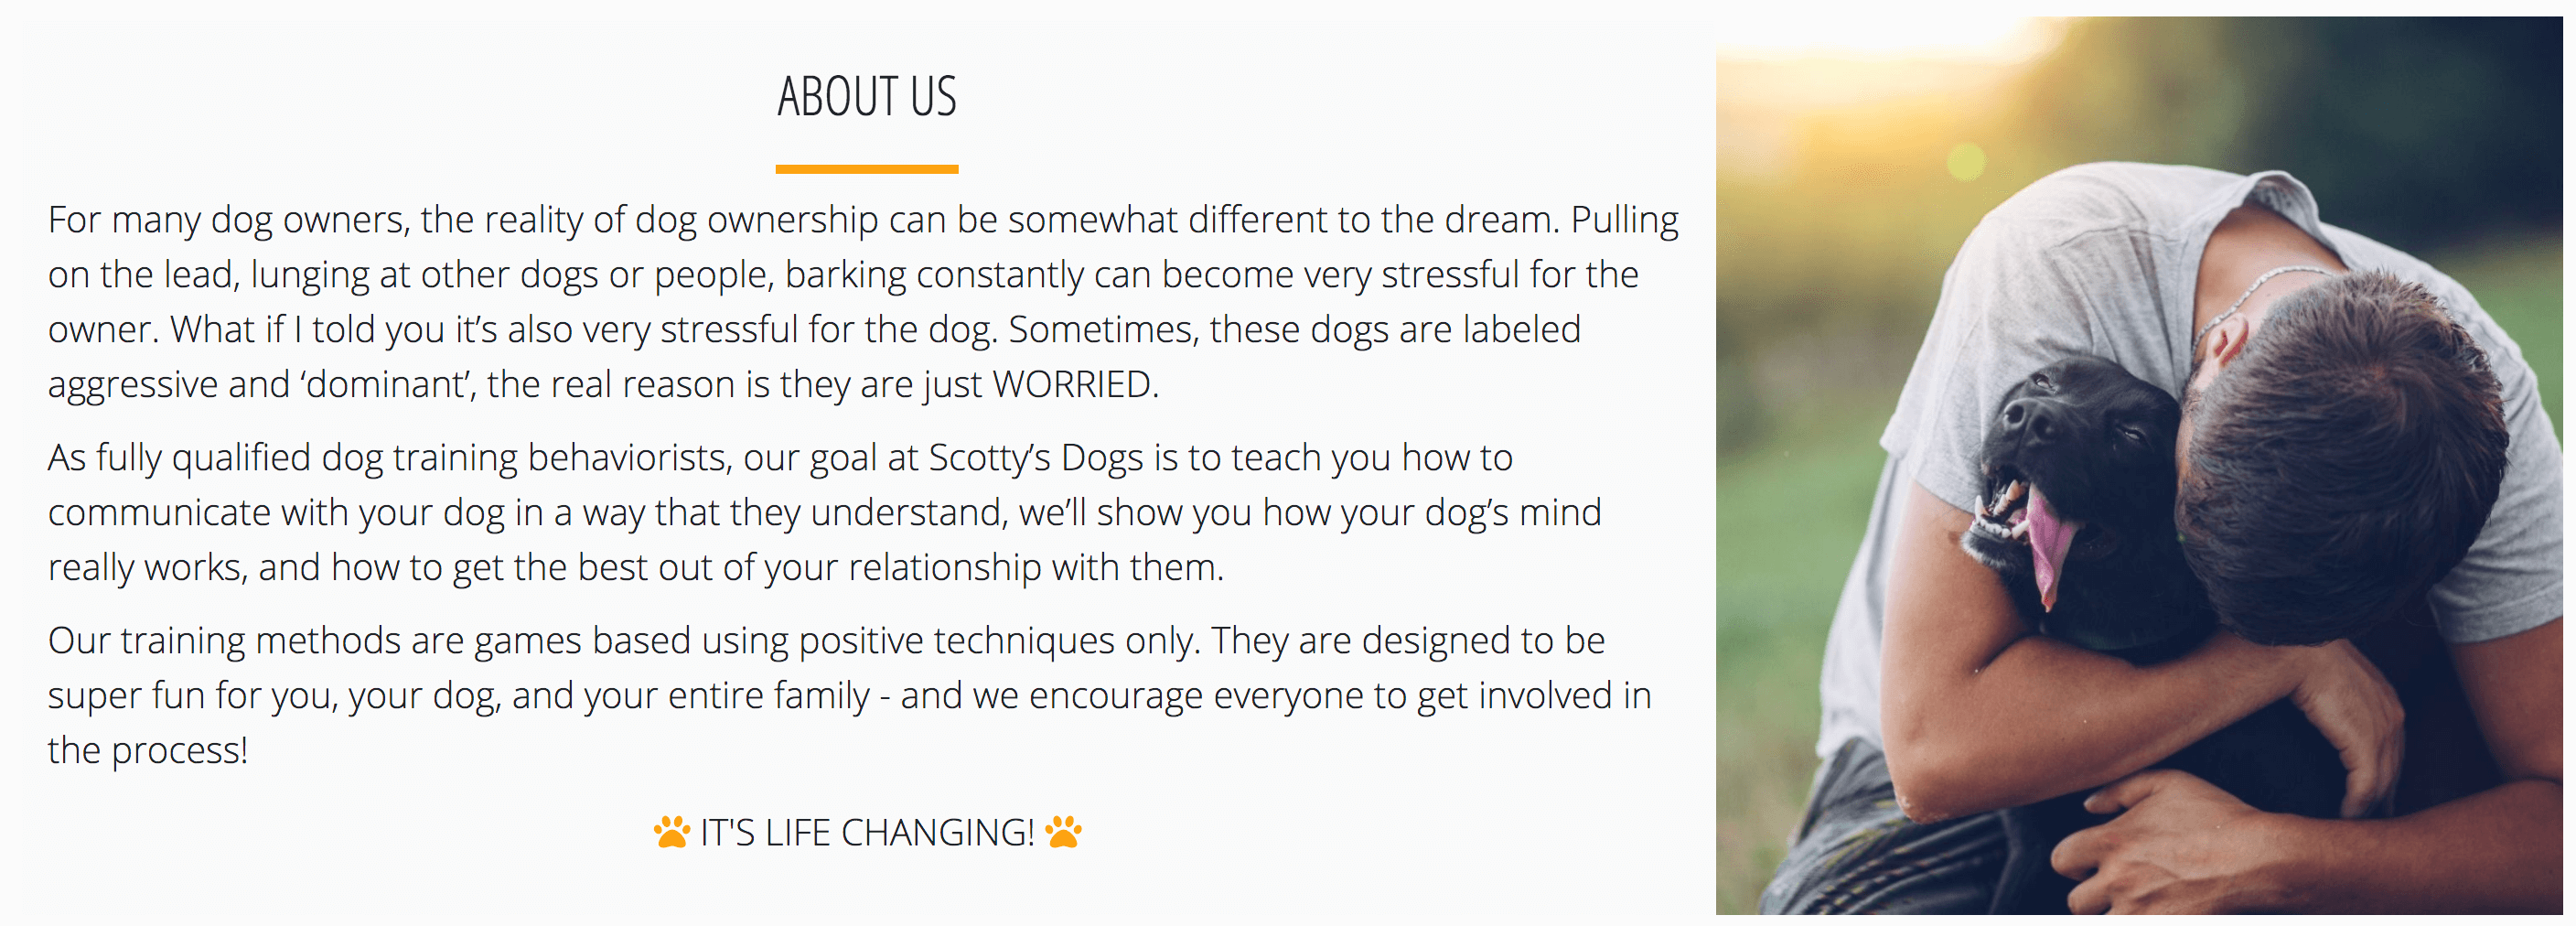 ABOUT US
For many dog owners, the reality of dog ownership can be somewhat different to the dream. Pulling
on the lead, lunging at other dogs or people, barking constantly can become very stressful for the
owner. What if I told you it’s also very stressful for the dog. Sometimes, these dogs are labeled
aggressive and ‘dominant’, the real reason is they are just WORRIED.
As fully qualified dog training behaviorists, our goal at Scotty’s Dogs is to teach you how to
communicate with your dog in a way that they understand, we’ll show you how your dog’s mind
really works, and how to get the best out of your relationship with them.
Our training methods are games based using positive techniques only. They are designed to be
super fun for you, your dog, and your entire family - and we encourage everyone to get involved in
the process!
IT'S LIFE CHANGING!